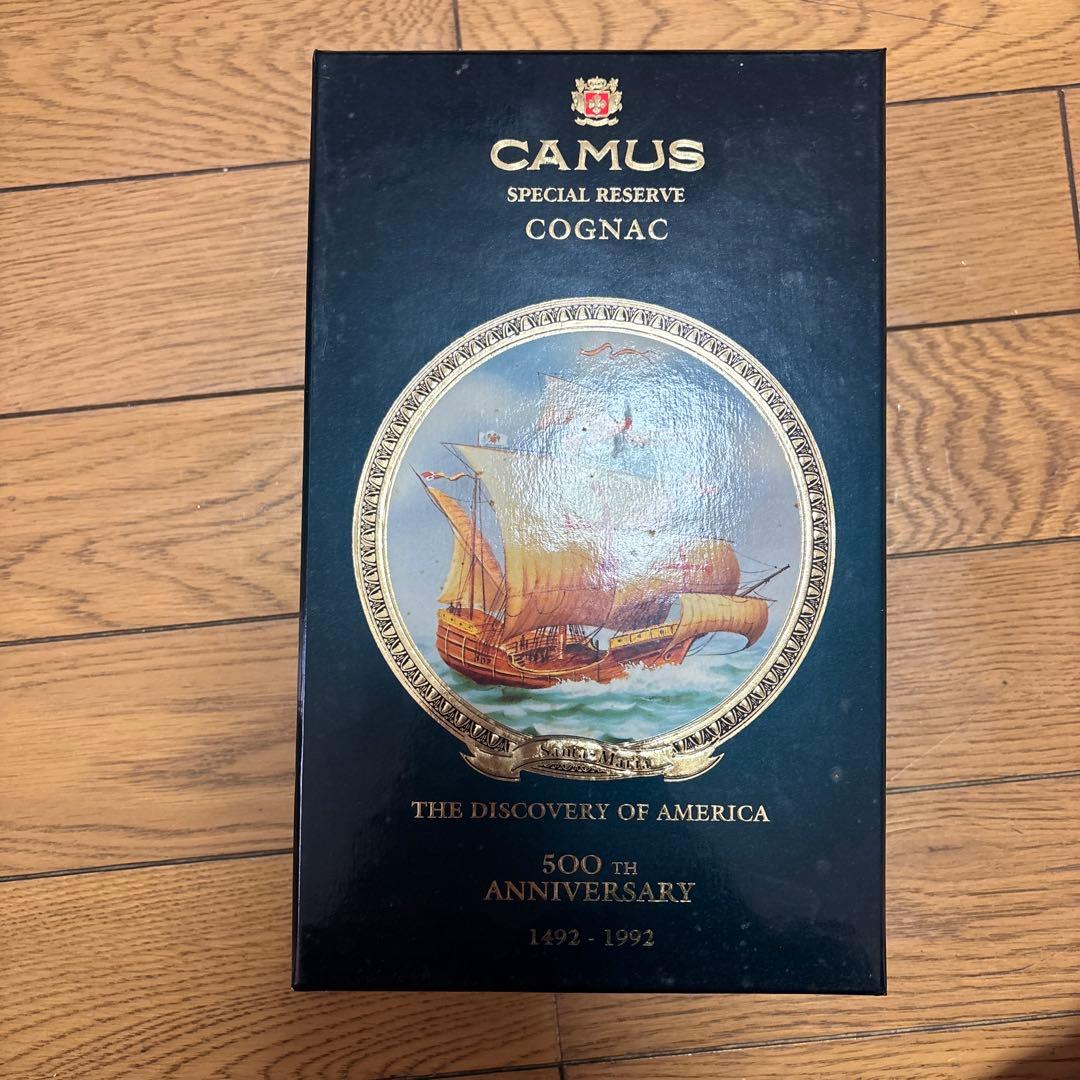 CAMUS
SPECIAL RESERVE
COGNAC
Santa-Maria
THE DISCOVERY OF AMERICA
500 TH
ANNIVERSARY
1492 - 1992